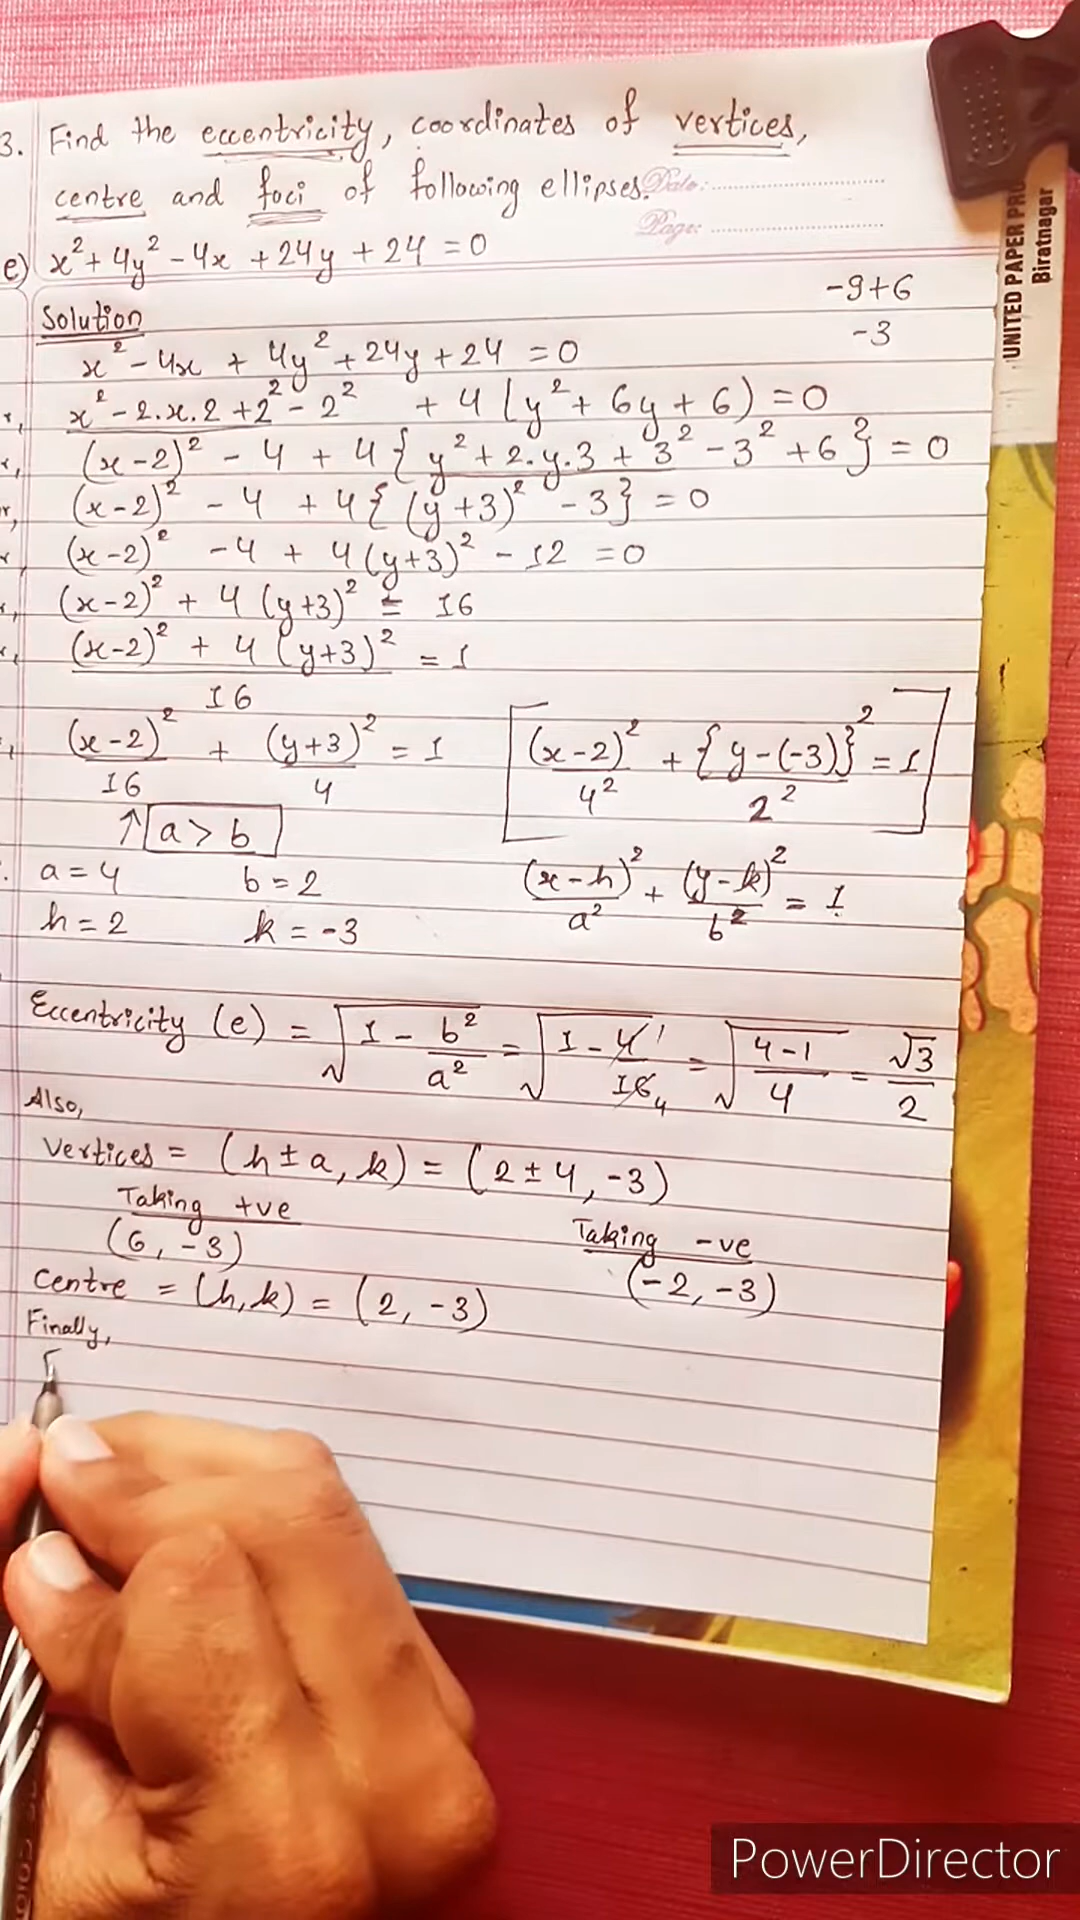 3. Find the eccentricity, coordinates of vertices,
centre and foci of following ellipses.
Date:
Page:
e) x² + 4y² - 4x + 24y + 24 = 0
-9+6
-3
Solution
x² - 4x + 4y² + 24y + 24 = 0
x² - 2.x.2 + 2² - 2² + 4 (y² + 6y + 6) = 0
(x-2)² - 4 + 4 { y² + 2.y.3 + 3² - 3² + 6 } = 0
(x-2)² - 4 + 4 { (y+3)² - 3 } = 0
(x-2)² - 4 + 4 (y+3)² - 12 = 0
(x-2)² + 4 (y+3)² = 16
(x-2)² + 4 (y+3)² = 1
16
(x-2)²/16 + (y+3)²/4 = 1
[(x-2)²/4² + {y-(-3)}²/2² = 1]
↑ a > b
a = 4 b = 2
(x-h)²/a² + (y-k)²/b² = 1
h = 2 k = -3
Eccentricity (e) = √(1 - b²/a²) = √(1 - 4/16) = √((4-1)/4) = √3/2
Also,
Vertices = (h ± a, k) = (2 ± 4, -3)
Taking +ve
(6, -3)
Taking -ve
(-2, -3)
Centre = (h, k) = (2, -3)
Finally,
UNITED PAPER PRO
Biratnagar
PowerDirector